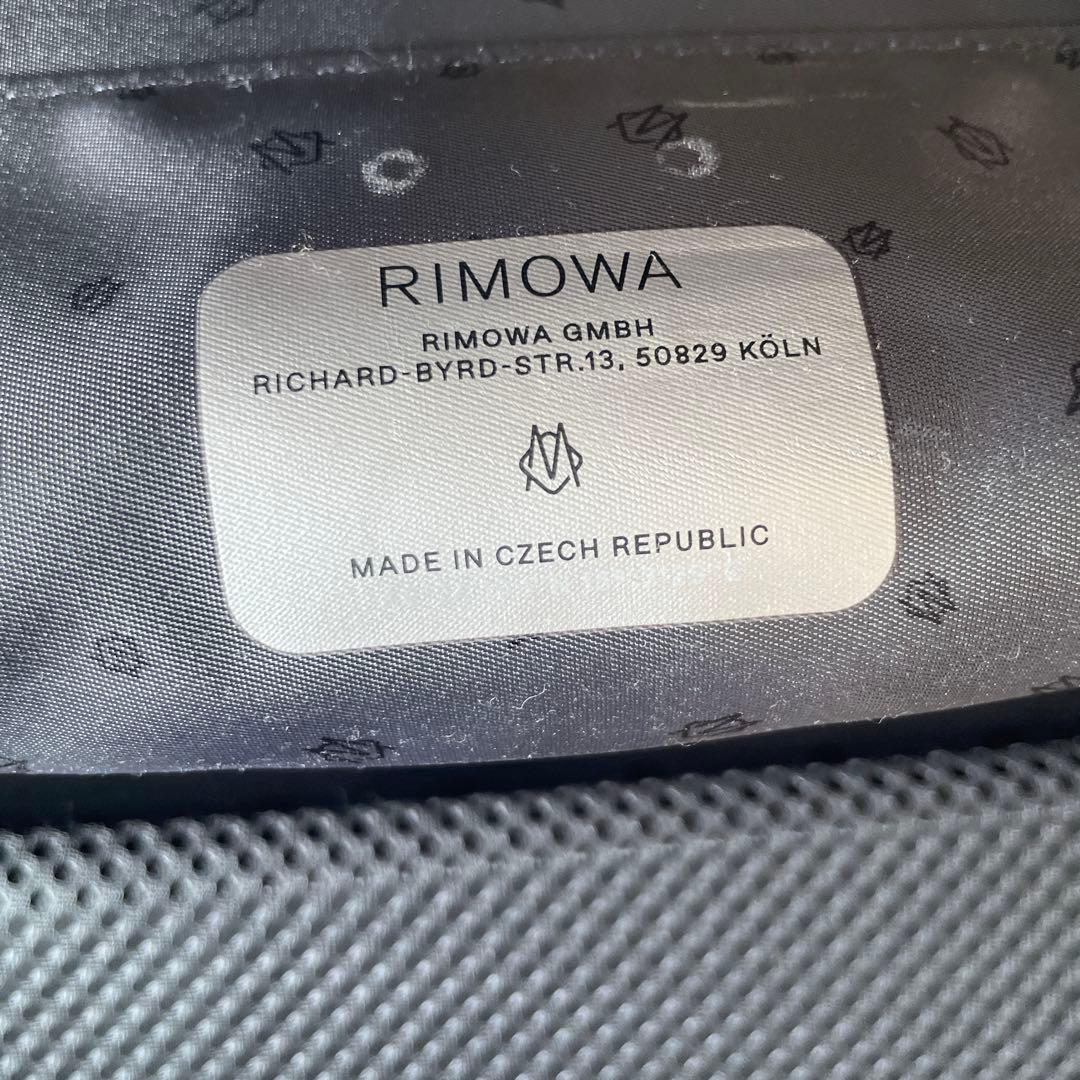 RIMOWA
RIMOWA GMBH
RICHARD-BYRD-STR.13, 50829 KÖLN
MADE IN CZECH REPUBLIC